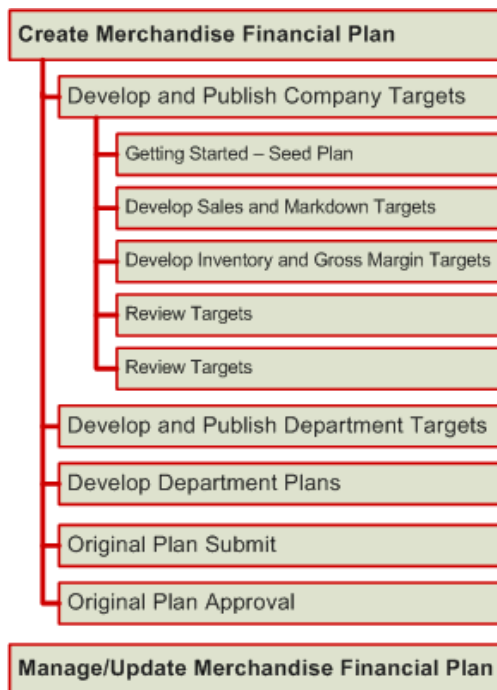 Create Merchandise Financial Plan
Develop and Publish Company Targets
Getting Started – Seed Plan
Develop Sales and Markdown Targets
Develop Inventory and Gross Margin Targets
Review Targets
Review Targets
Develop and Publish Department Targets
Develop Department Plans
Original Plan Submit
Original Plan Approval
Manage/Update Merchandise Financial Plan